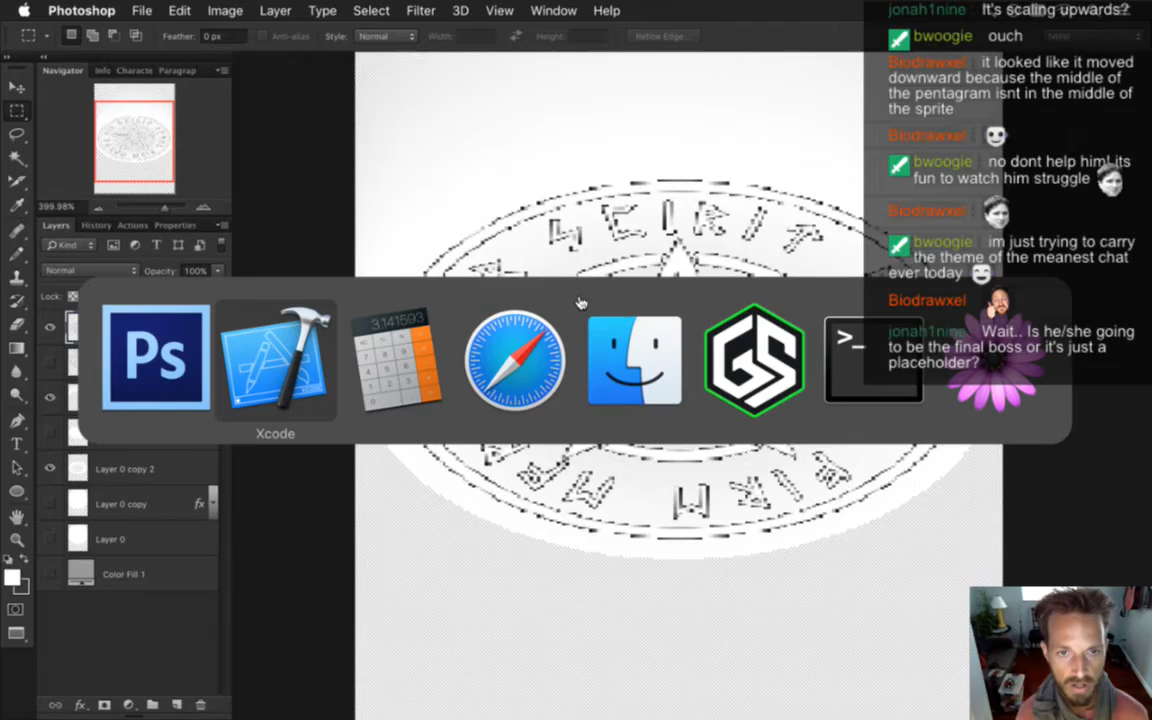 Photoshop File Edit Image Layer Type Select Filter 3D View Window Help
Feather: 0 px Anti-alias Style: Normal Width: Height: Refine Edge...
Navigator Info Characte Paragrap
399.98%
Layers History Actions Properties
Kind
Normal Opacity: 100%
Lock:
Layer 0 copy 2
Layer 0 copy fx
Layer 0
Color Fill 1
fx
Ps
3.141593
GS
>_
Xcode
jonah1nine It's scaling upwards?
bwoogie ouch
Biodrawxel it looked like it moved
downward because the middle of
the pentagram isnt in the middle of
the sprite
Biodrawxel
bwoogie no dont help him! its
fun to watch him struggle
Biodrawxel
bwoogie im just trying to carry
the theme of the meanest chat
ever today
Biodrawxel
jonah1nine Wait.. Is he/she going
to be the final boss or it's just a
placeholder?